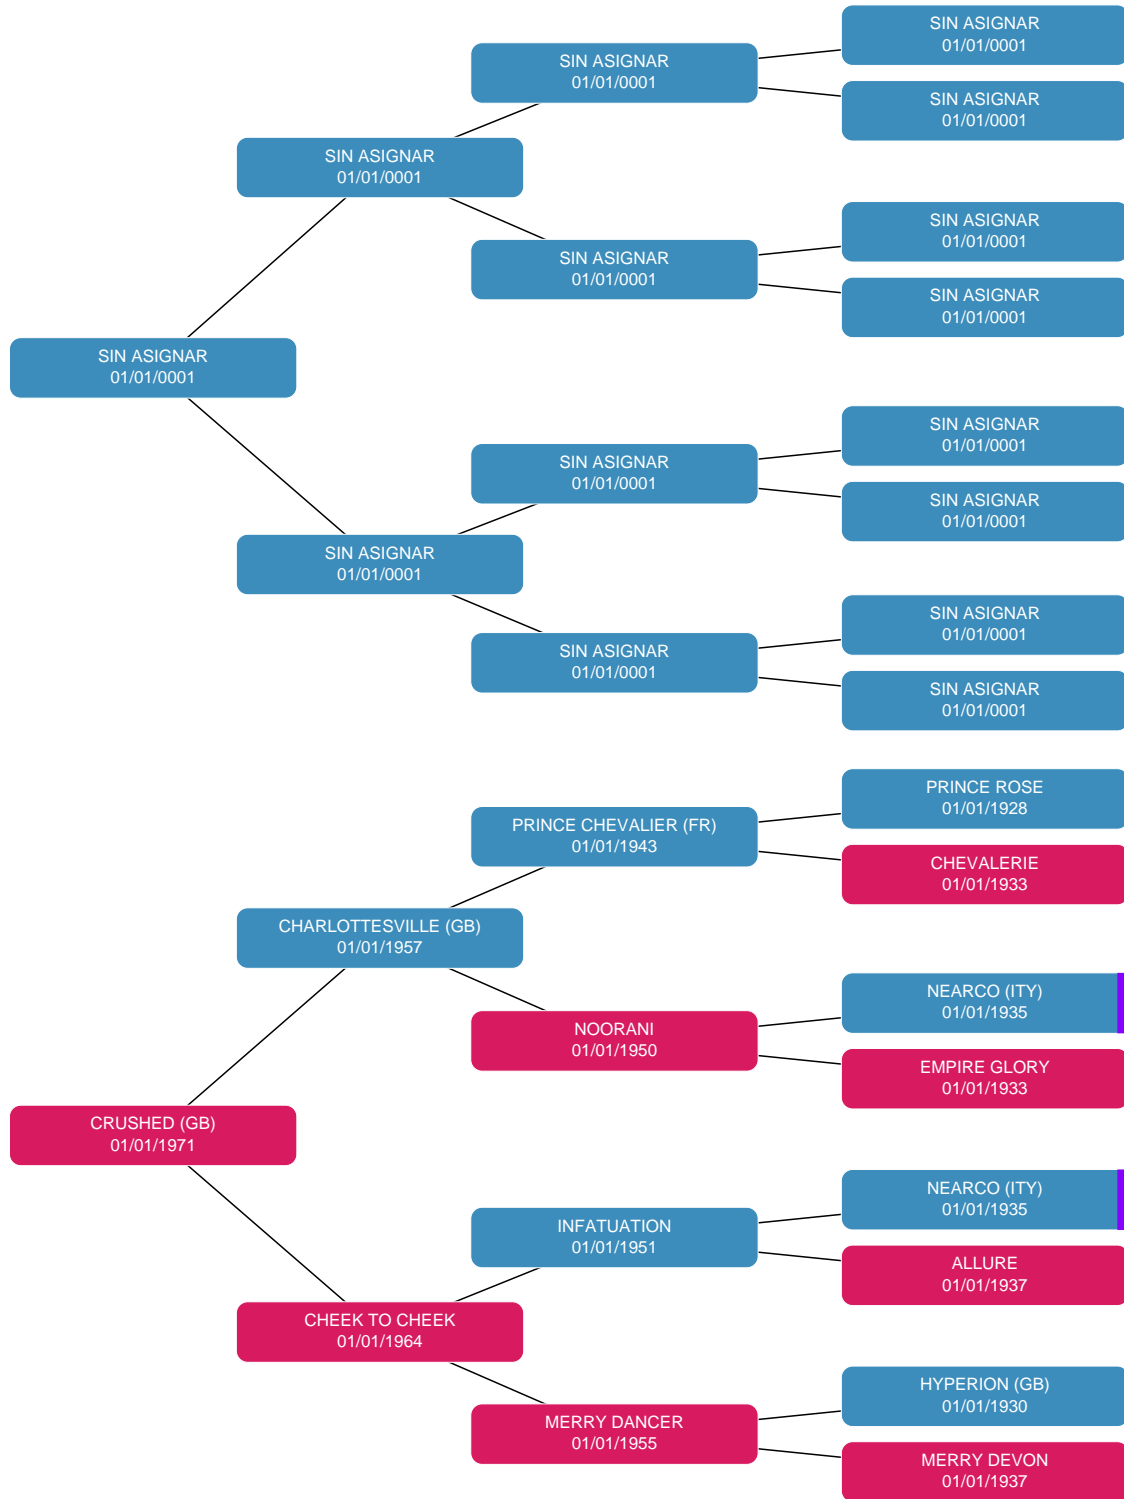 SIN ASIGNAR
01/01/0001
SIN ASIGNAR
01/01/0001
SIN ASIGNAR
01/01/0001
SIN ASIGNAR
01/01/0001
SIN ASIGNAR
01/01/0001
SIN ASIGNAR
01/01/0001
SIN ASIGNAR
01/01/0001
SIN ASIGNAR
01/01/0001
SIN ASIGNAR
01/01/0001
SIN ASIGNAR
01/01/0001
SIN ASIGNAR
01/01/0001
SIN ASIGNAR
01/01/0001
SIN ASIGNAR
01/01/0001
SIN ASIGNAR
01/01/0001
SIN ASIGNAR
01/01/0001
PRINCE ROSE
01/01/1928
PRINCE CHEVALIER (FR)
01/01/1943
CHEVALERIE
01/01/1933
CHARLOTTESVILLE (GB)
01/01/1957
NEARCO (ITY)
01/01/1935
NOORANI
01/01/1950
EMPIRE GLORY
01/01/1933
CRUSHED (GB)
01/01/1971
NEARCO (ITY)
01/01/1935
INFATUATION
01/01/1951
ALLURE
01/01/1937
CHEEK TO CHEEK
01/01/1964
HYPERION (GB)
01/01/1930
MERRY DANCER
01/01/1955
MERRY DEVON
01/01/1937